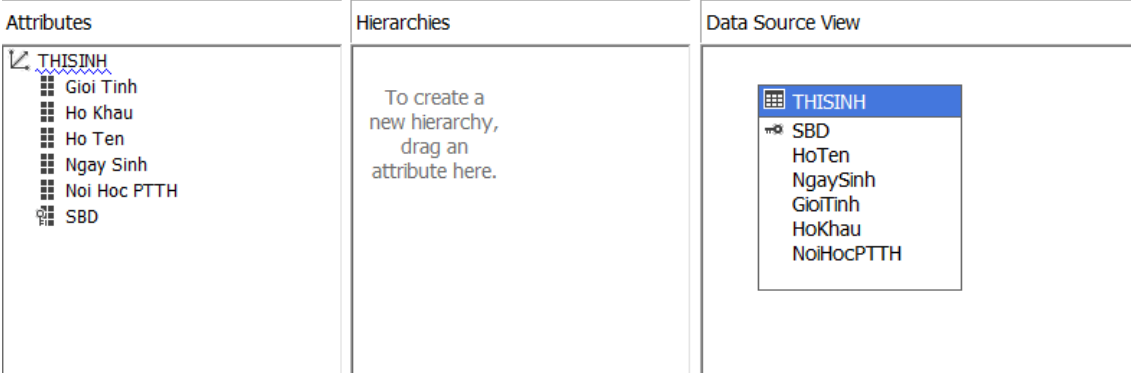 Attributes
THISINH
Gioi Tinh
Ho Khau
Ho Ten
Ngay Sinh
Noi Hoc PTTH
SBD
Hierarchies
To create a
new hierarchy,
drag an
attribute here.
Data Source View
THISINH
SBD
HoTen
NgaySinh
GioiTinh
HoKhau
NoiHocPTTH